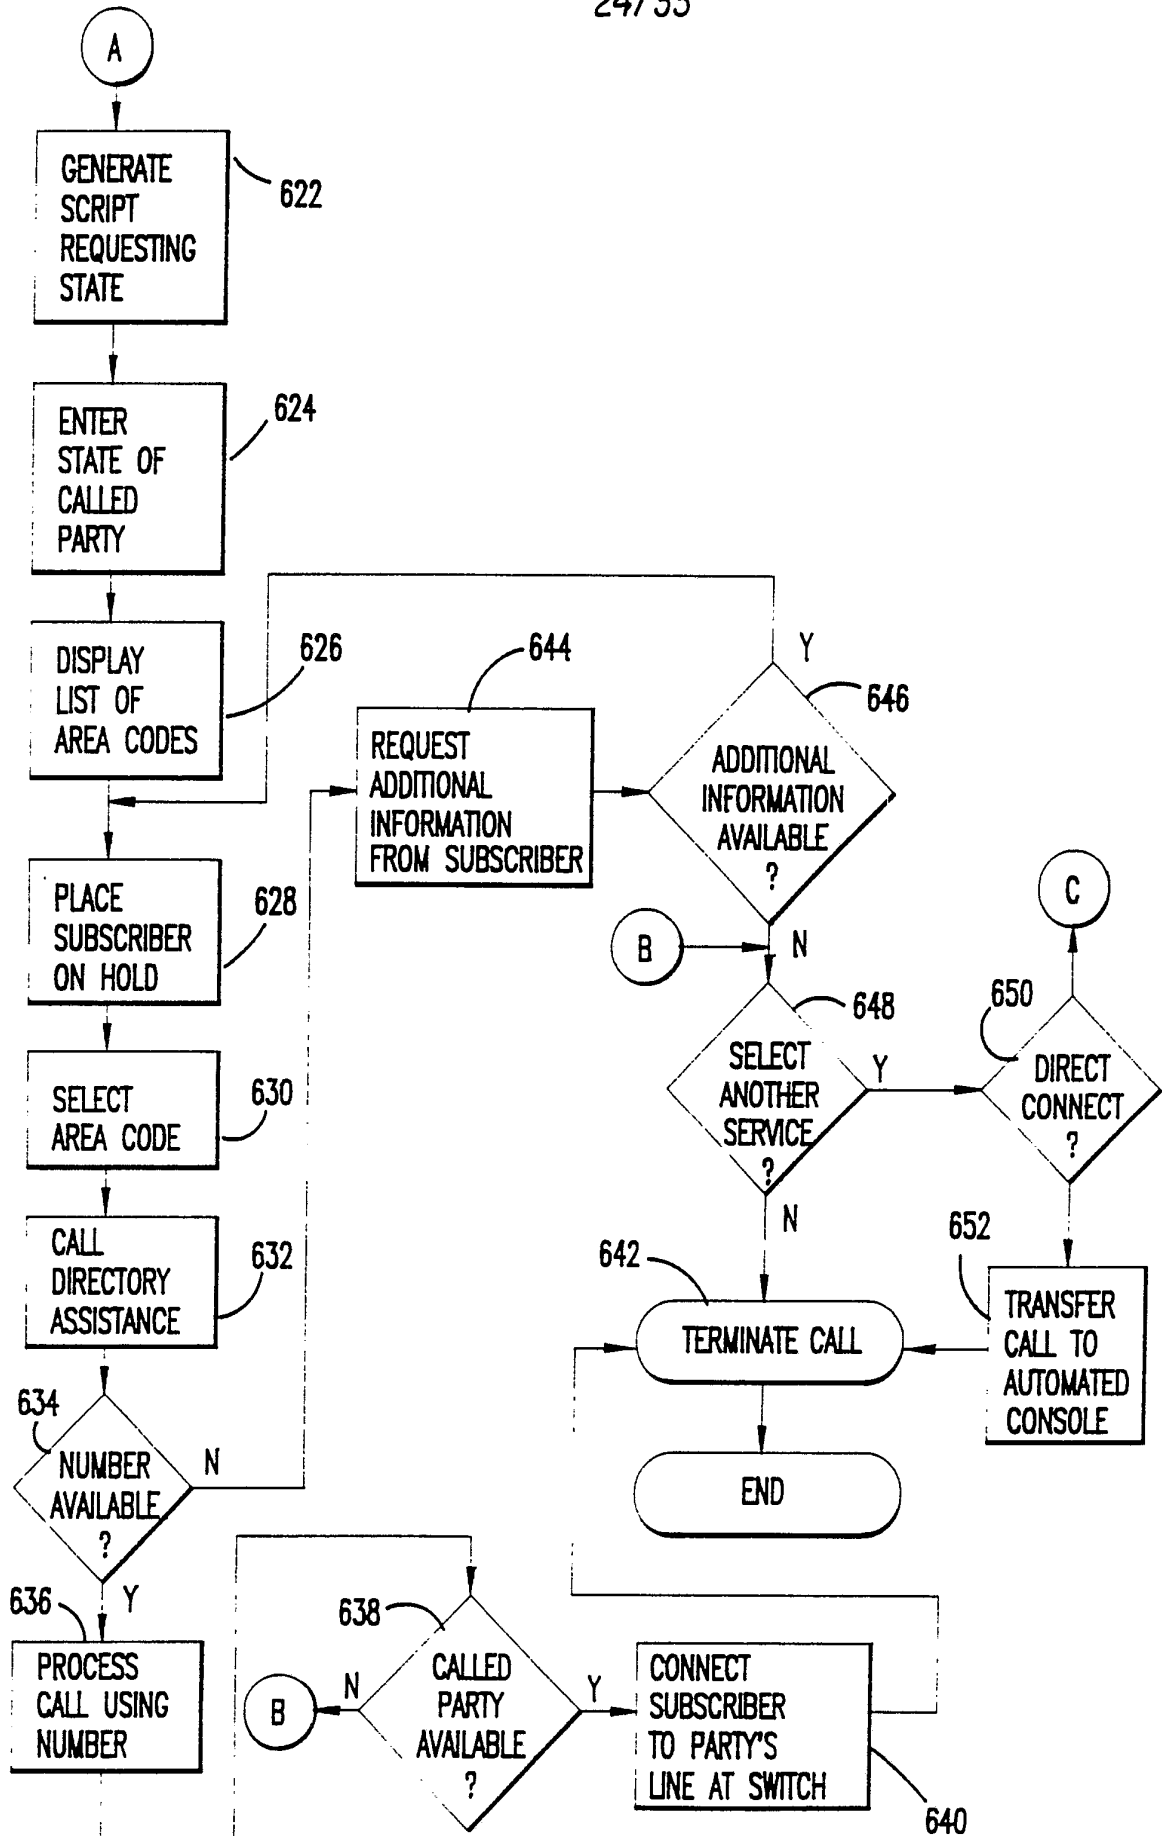 24/33
A
GENERATE
SCRIPT
REQUESTING
STATE
622
ENTER
STATE OF
CALLED
PARTY
624
DISPLAY
LIST OF
AREA CODES
626
644
REQUEST
ADDITIONAL
INFORMATION
FROM SUBSCRIBER
Y
646
ADDITIONAL
INFORMATION
AVAILABLE
?
PLACE
SUBSCRIBER
ON HOLD
628
B
N
C
648
SELECT
ANOTHER
SERVICE
?
Y
650
DIRECT
CONNECT
?
SELECT
AREA CODE
630
N
CALL
DIRECTORY
ASSISTANCE
632
642
TERMINATE CALL
652
TRANSFER
CALL TO
AUTOMATED
CONSOLE
634
NUMBER
AVAILABLE
?
N
END
Y
636
PROCESS
CALL USING
NUMBER
638
CALLED
PARTY
AVAILABLE
?
N
B
Y
CONNECT
SUBSCRIBER
TO PARTY'S
LINE AT SWITCH
640